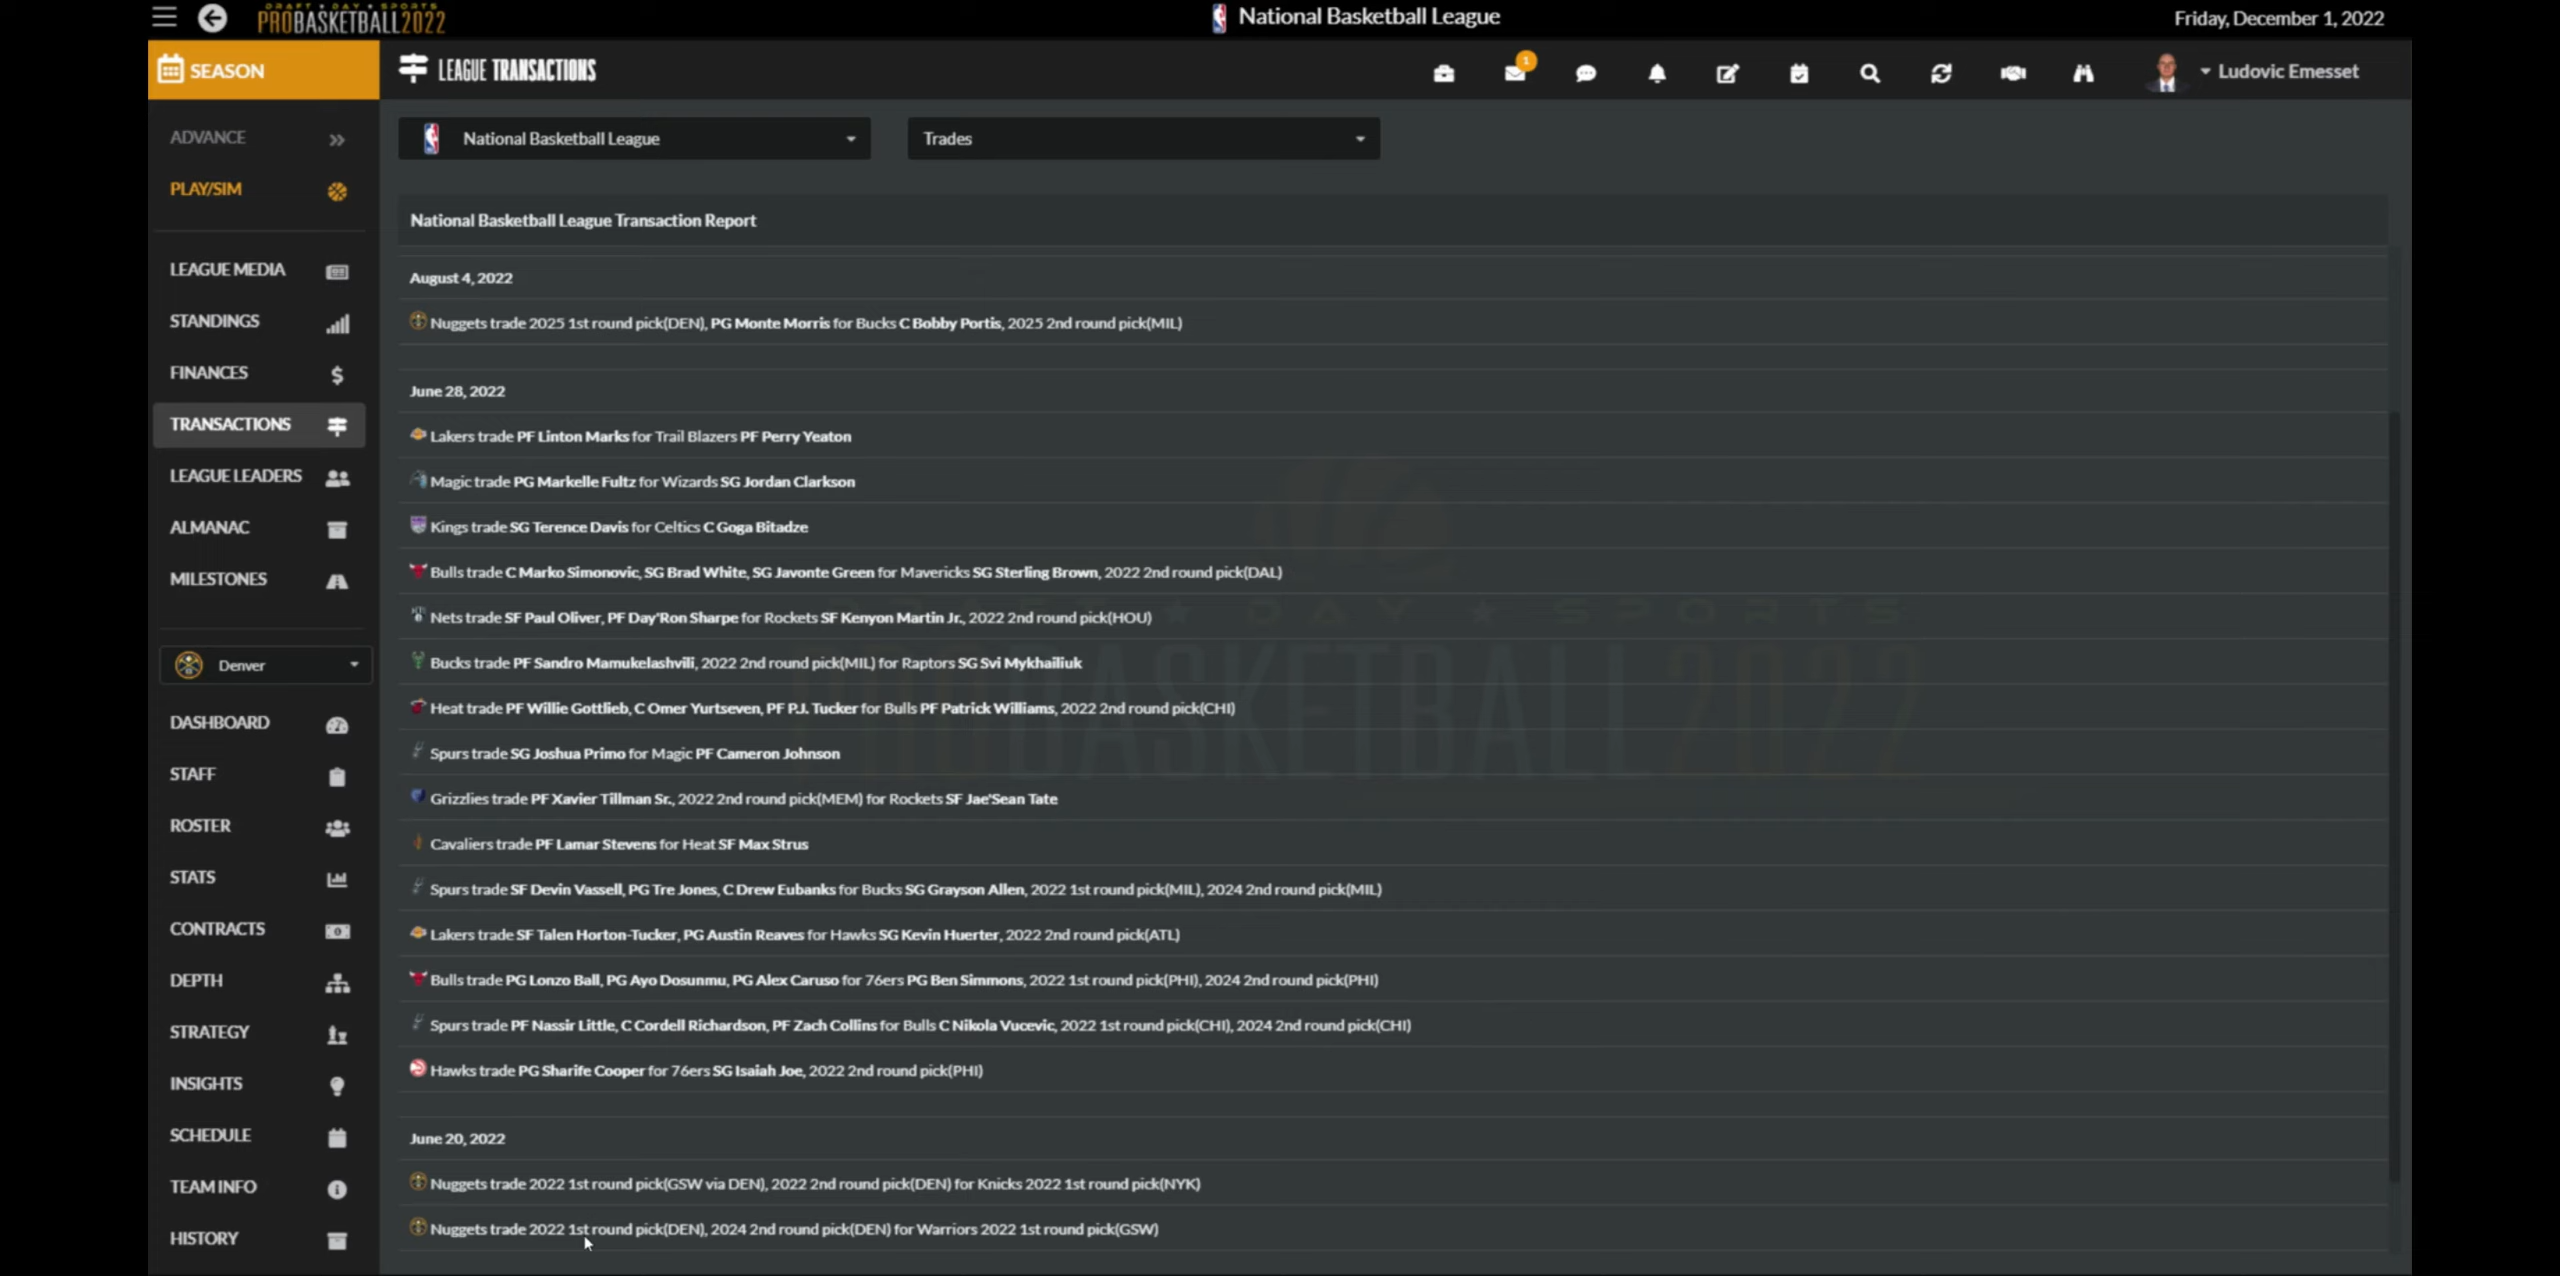 DRAFT ★ DAY ★ SPORTS
PROBASKETBALL2022
National Basketball League
Friday, December 1, 2022
SEASON
LEAGUE TRANSACTIONS
1
Ludovic Emesset
ADVANCE
PLAY/SIM
LEAGUE MEDIA
STANDINGS
FINANCES
TRANSACTIONS
LEAGUE LEADERS
ALMANAC
MILESTONES
Denver
DASHBOARD
STAFF
ROSTER
STATS
CONTRACTS
DEPTH
STRATEGY
INSIGHTS
SCHEDULE
TEAM INFO
HISTORY
National Basketball League
Trades
National Basketball League Transaction Report
August 4, 2022
Nuggets trade 2025 1st round pick(DEN), PG Monte Morris for Bucks C Bobby Portis, 2025 2nd round pick(MIL)
June 28, 2022
Lakers trade PF Linton Marks for Trail Blazers PF Perry Yeaton
Magic trade PG Markelle Fultz for Wizards SG Jordan Clarkson
Kings trade SG Terence Davis for Celtics C Goga Bitadze
Bulls trade C Marko Simonovic, SG Brad White, SG Javonte Green for Mavericks SG Sterling Brown, 2022 2nd round pick(DAL)
Nets trade SF Paul Oliver, PF Day'Ron Sharpe for Rockets SF Kenyon Martin Jr., 2022 2nd round pick(HOU)
Bucks trade PF Sandro Mamukelashvili, 2022 2nd round pick(MIL) for Raptors SG Svi Mykhailiuk
Heat trade PF Willie Gottlieb, C Omer Yurtseven, PF P.J. Tucker for Bulls PF Patrick Williams, 2022 2nd round pick(CHI)
Spurs trade SG Joshua Primo for Magic PF Cameron Johnson
Grizzlies trade PF Xavier Tillman Sr., 2022 2nd round pick(MEM) for Rockets SF Jae'Sean Tate
Cavaliers trade PF Lamar Stevens for Heat SF Max Strus
Spurs trade SF Devin Vassell, PG Tre Jones, C Drew Eubanks for Bucks SG Grayson Allen, 2022 1st round pick(MIL), 2024 2nd round pick(MIL)
Lakers trade SF Talen Horton-Tucker, PG Austin Reaves for Hawks SG Kevin Huerter, 2022 2nd round pick(ATL)
Bulls trade PG Lonzo Ball, PG Ayo Dosunmu, PG Alex Caruso for 76ers PG Ben Simmons, 2022 1st round pick(PHI), 2024 2nd round pick(PHI)
Spurs trade PF Nassir Little, C Cordell Richardson, PF Zach Collins for Bulls C Nikola Vucevic, 2022 1st round pick(CHI), 2024 2nd round pick(CHI)
Hawks trade PG Sharife Cooper for 76ers SG Isaiah Joe, 2022 2nd round pick(PHI)
June 20, 2022
Nuggets trade 2022 1st round pick(GSW via DEN), 2022 2nd round pick(DEN) for Knicks 2022 1st round pick(NYK)
Nuggets trade 2022 1st round pick(DEN), 2024 2nd round pick(DEN) for Warriors 2022 1st round pick(GSW)
DRAFT ★ DAY ★ SPORTS
PROBASKETBALL2022